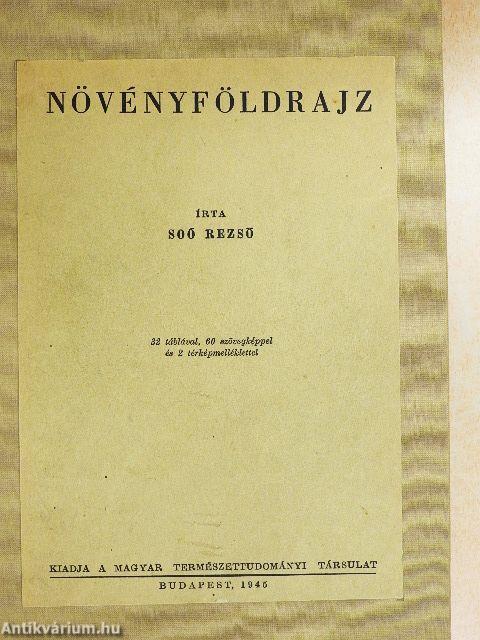 NÖVÉNYFÖLDRAJZ
ÍRTA
SOÓ REZSŐ
32 táblával, 60 szövegképpel
és 2 térképmelléklettel
KIADJA A MAGYAR TERMÉSZETTUDOMÁNYI TÁRSULAT
BUDAPEST, 1945
Antikvárium.hu